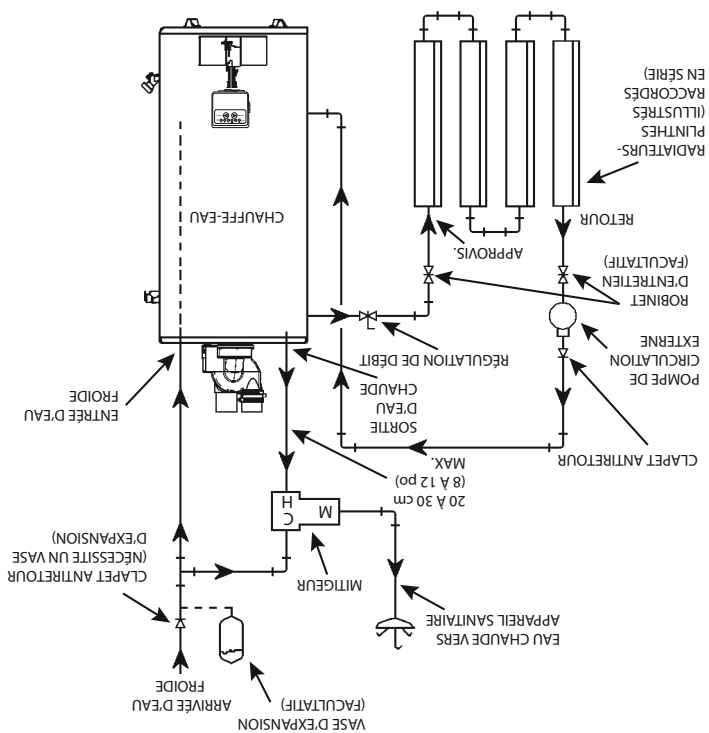 VASE D'EXPANSION
(FACULTATIF)
ARRIVÉE D'EAU
FROIDE
EAU CHAUDE VERS
APPAREIL SANITAIRE
MITIGEUR
CLAPET ANTIRETOUR
(NÉCESSITE UN VASE
D'EXPANSION)
M
C
H
20 À 30 cm
(8 À 12 po)
MAX.
CLAPET ANTIRETOUR
SORTIE
D'EAU
CHAUDE
ENTRÉE D'EAU
FROIDE
POMPE DE
CIRCULATION
EXTERNE
RÉGULATION DE DÉBIT
ROBINET
D'ENTRETIEN
(FACULTATIF)
APPROVIS.
RETOUR
CHAUFFE-EAU
RADIATEURS-
PLINTHES
(ILLUSTRÉS
RACCORDÉS
EN SÉRIE)